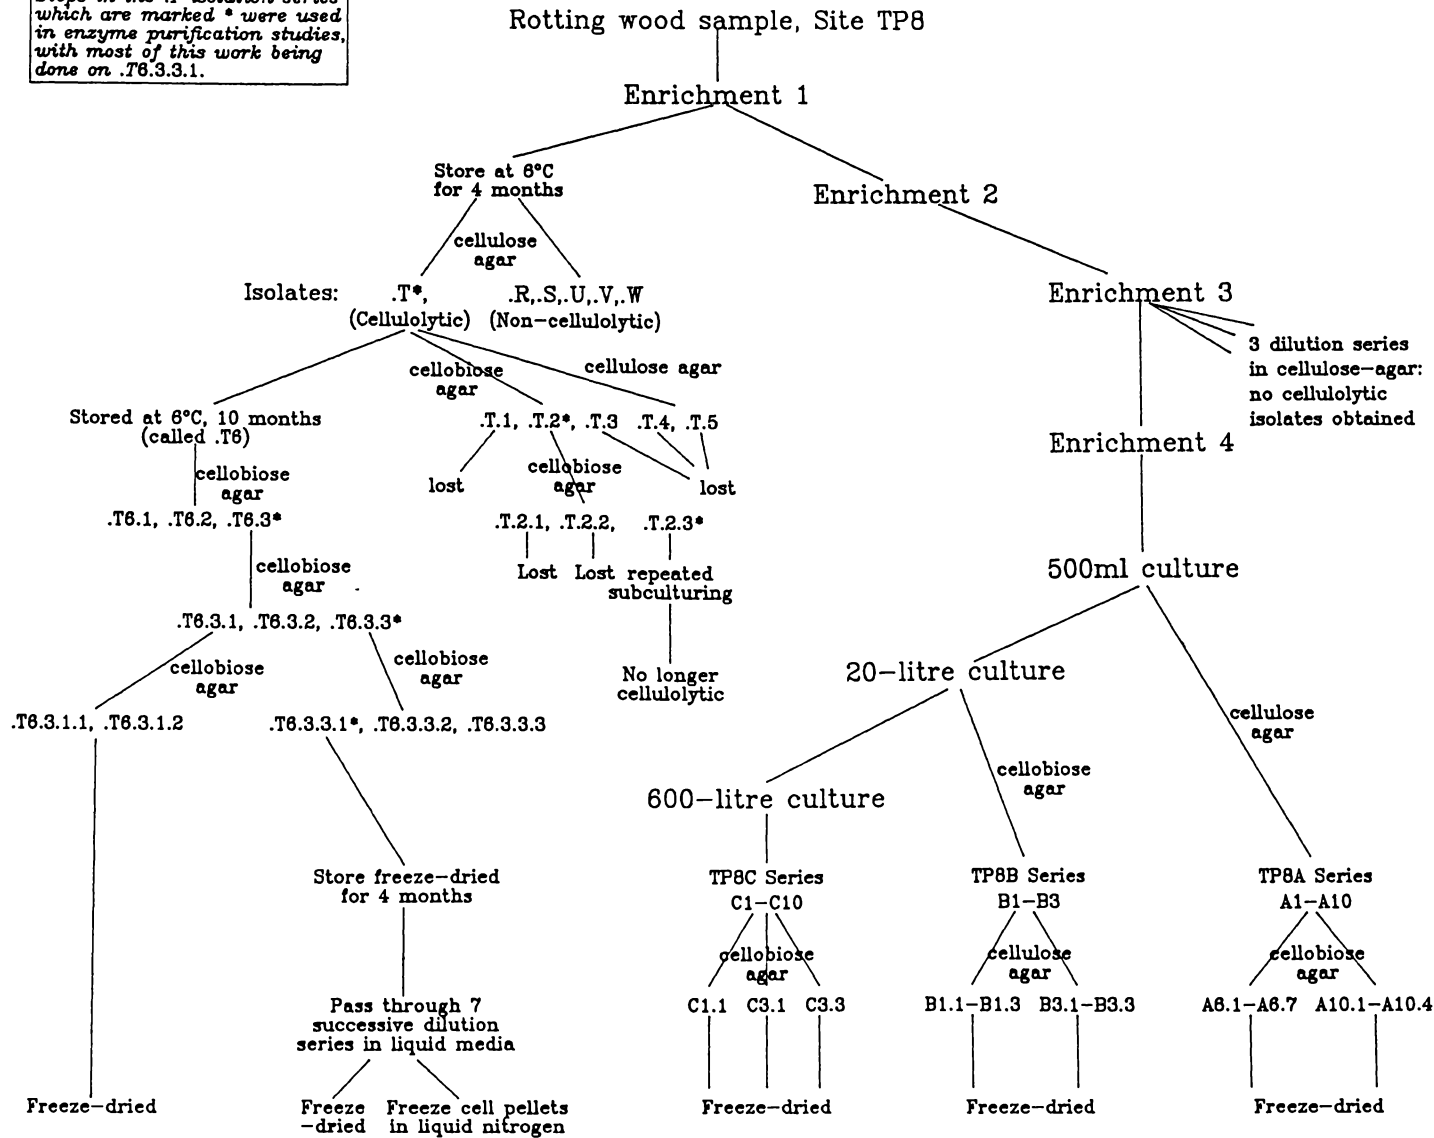 which are marked * were used
in enzyme purification studies,
with most of this work being
done on .T6.3.3.1.
Rotting wood sample, Site TP8
Enrichment 1
Store at 6°C
for 4 months
Enrichment 2
cellulose
agar
Isolates: .T*, .R,.S,.U,.V,.W
(Cellulolytic) (Non-cellulolytic)
Enrichment 3
3 dilution series
in cellulose-agar:
no cellulolytic
isolates obtained
cellobiose
agar
cellulose agar
Stored at 6°C, 10 months
(called .T6)
.T.1, .T.2*, .T.3 .T.4, .T.5
Enrichment 4
cellobiose
agar
lost
cellobiose
agar
lost
.T6.1, .T6.2, .T6.3*
.T.2.1, .T.2.2, .T.2.3*
cellobiose
agar
Lost Lost repeated
subculturing
500ml culture
.T6.3.1, .T6.3.2, .T6.3.3*
cellobiose
agar
cellobiose
agar
No longer
cellulolytic
20-litre culture
.T6.3.1.1, .T6.3.1.2
.T6.3.3.1*, .T6.3.3.2, .T6.3.3.3
cellulose
agar
cellobiose
agar
600-litre culture
Store freeze-dried
for 4 months
TP8C Series
C1-C10
TP8B Series
B1-B3
TP8A Series
A1-A10
cellobiose
agar
cellulose
agar
cellobiose
agar
Pass through 7
successive dilution
series in liquid media
C1.1 C3.1 C3.3
B1.1-B1.3 B3.1-B3.3
A6.1-A6.7 A10.1-A10.4
Freeze-dried
Freeze
-dried
Freeze cell pellets
in liquid nitrogen
Freeze-dried
Freeze-dried
Freeze-dried